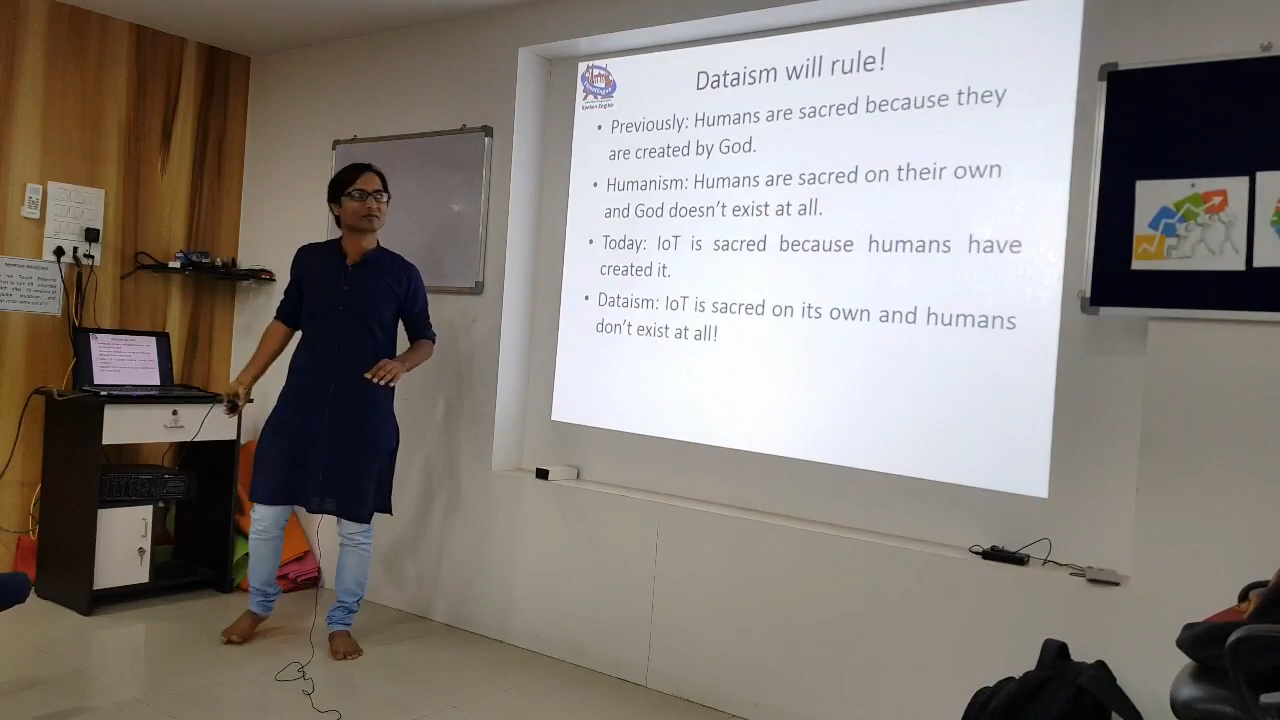 Dataism will rule!
• Previously: Humans are sacred because they
are created by God.
• Humanism: Humans are sacred on their own
and God doesn't exist at all.
• Today: IoT is sacred because humans have
created it.
• Dataism: IoT is sacred on its own and humans
don't exist at all!
Spoken English